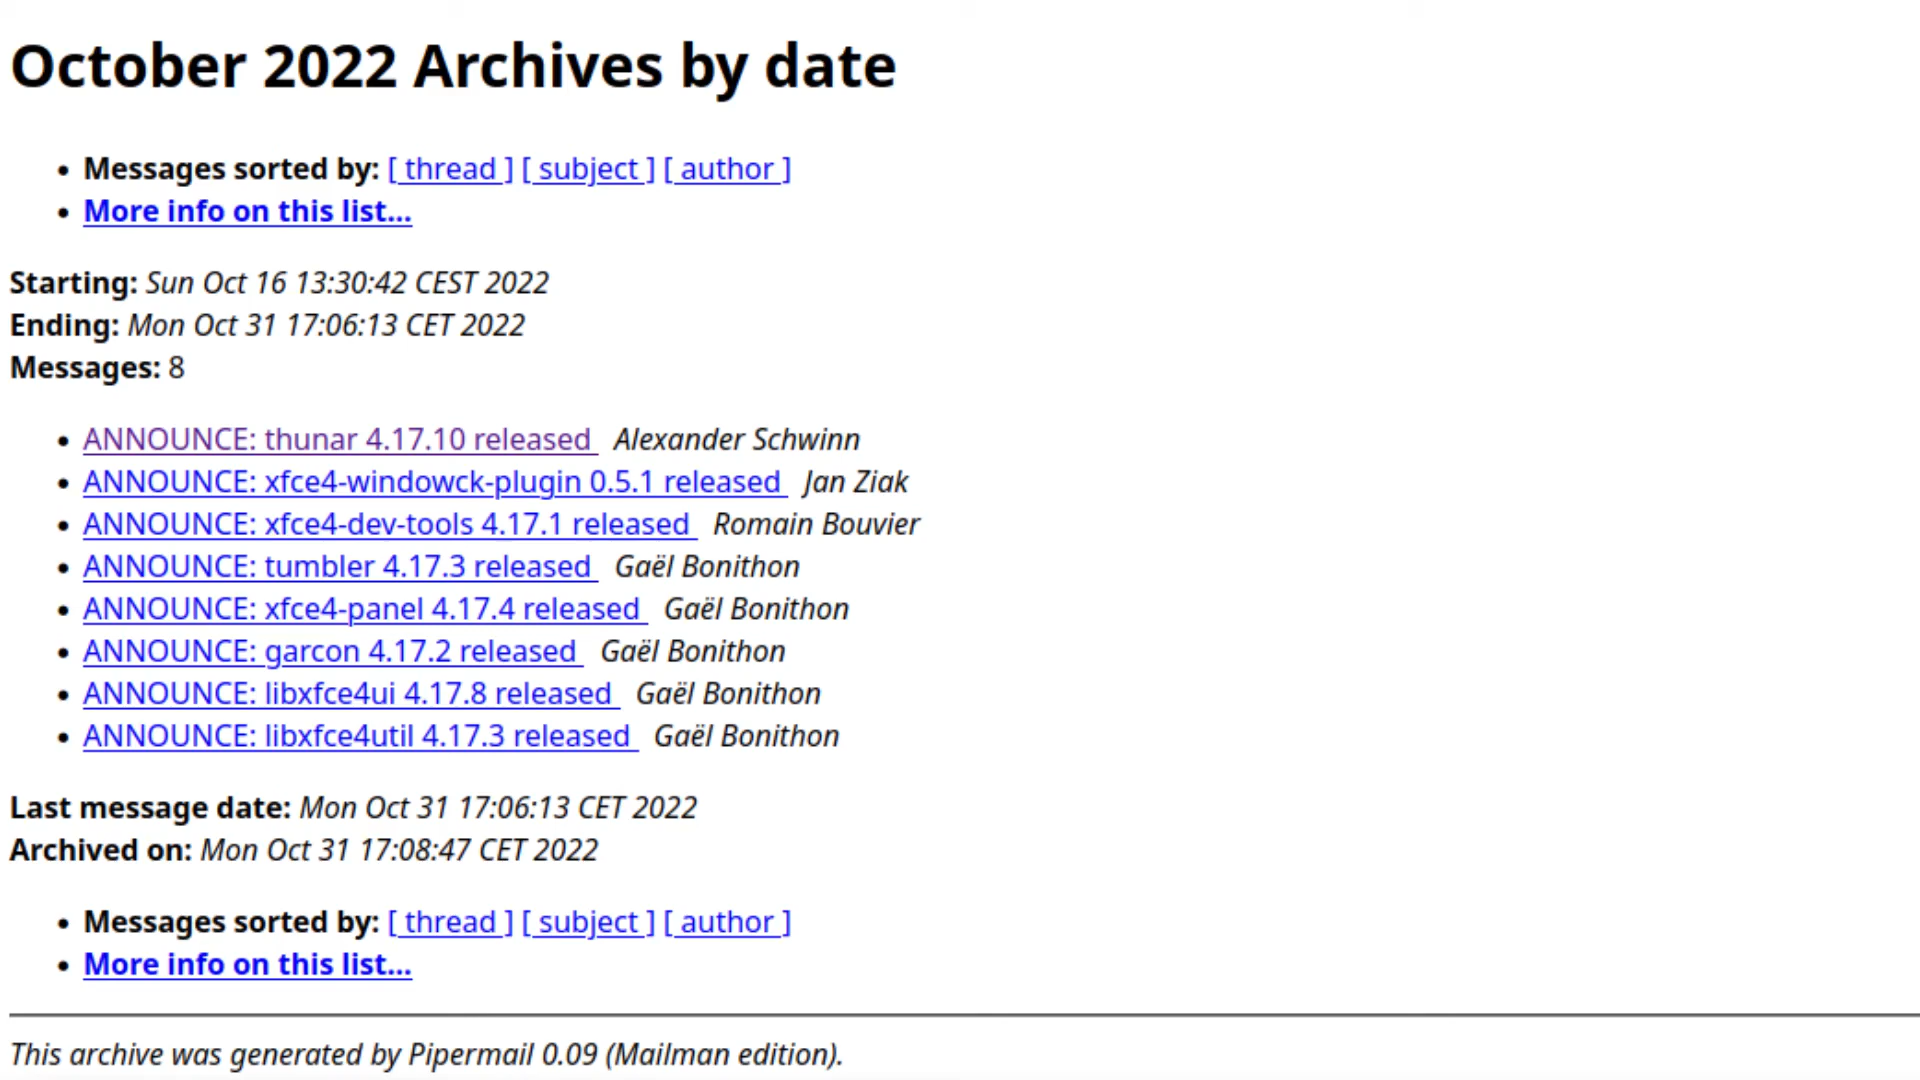 October 2022 Archives by date
• Messages sorted by: [ thread ] [ subject ] [ author ]
• More info on this list...
Starting: Sun Oct 16 13:30:42 CEST 2022
Ending: Mon Oct 31 17:06:13 CET 2022
Messages: 8
• ANNOUNCE: thunar 4.17.10 released Alexander Schwinn
• ANNOUNCE: xfce4-windowck-plugin 0.5.1 released Jan Ziak
• ANNOUNCE: xfce4-dev-tools 4.17.1 released Romain Bouvier
• ANNOUNCE: tumbler 4.17.3 released Gaël Bonithon
• ANNOUNCE: xfce4-panel 4.17.4 released Gaël Bonithon
• ANNOUNCE: garcon 4.17.2 released Gaël Bonithon
• ANNOUNCE: libxfce4ui 4.17.8 released Gaël Bonithon
• ANNOUNCE: libxfce4util 4.17.3 released Gaël Bonithon
Last message date: Mon Oct 31 17:06:13 CET 2022
Archived on: Mon Oct 31 17:08:47 CET 2022
• Messages sorted by: [ thread ] [ subject ] [ author ]
• More info on this list...
This archive was generated by Pipermail 0.09 (Mailman edition).